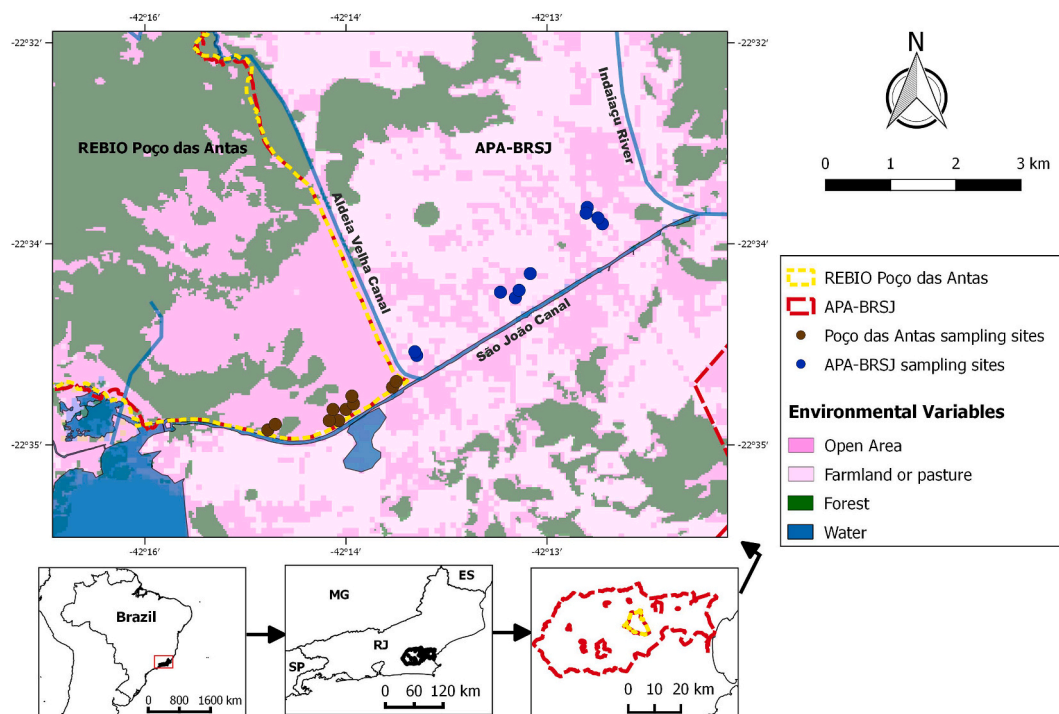 -42°16'
-42°14'
-42°13'
-22°32'
-22°32'
N
REBIO Poço das Antas
APA-BRSJ
Indaiaçu River
Aldeia Velha Canal
São João Canal
0 1 2 3 km
-22°34'
-22°34'
-22°35'
-22°35'
-42°16'
-42°14'
-42°13'
REBIO Poço das Antas
APA-BRSJ
Poço das Antas sampling sites
APA-BRSJ sampling sites
Environmental Variables
Open Area
Farmland or pasture
Forest
Water
Brazil
0 800 1600 km
MG
ES
RJ
SP
0 60 120 km
0 10 20 km